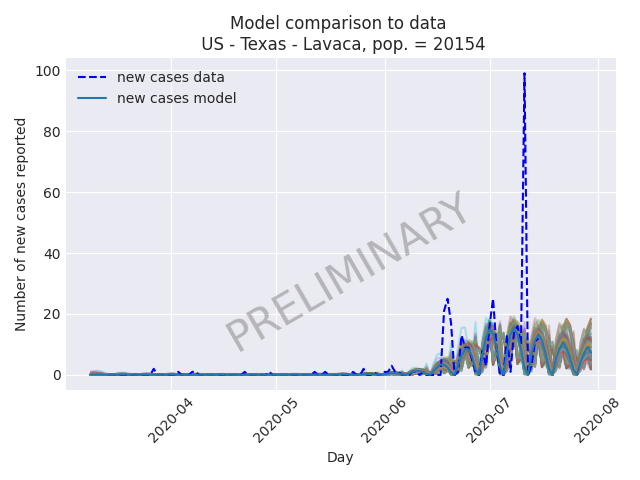 Model comparison to data
US - Texas - Lavaca, pop. = 20154
new cases data
new cases model
Number of new cases reported
100
80
60
40
20
0
PRELIMINARY
2020-04
2020-05
2020-06
2020-07
2020-08
Day